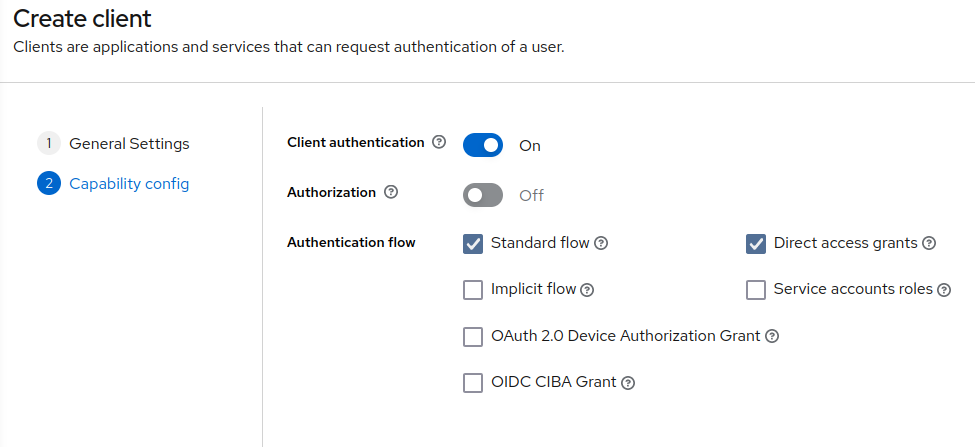 Create client
Clients are applications and services that can request authentication of a user.
1 General Settings
2 Capability config
Client authentication ? On
Authorization ? Off
Authentication flow
Standard flow ? Direct access grants ?
Implicit flow ? Service accounts roles ?
OAuth 2.0 Device Authorization Grant ?
OIDC CIBA Grant ?